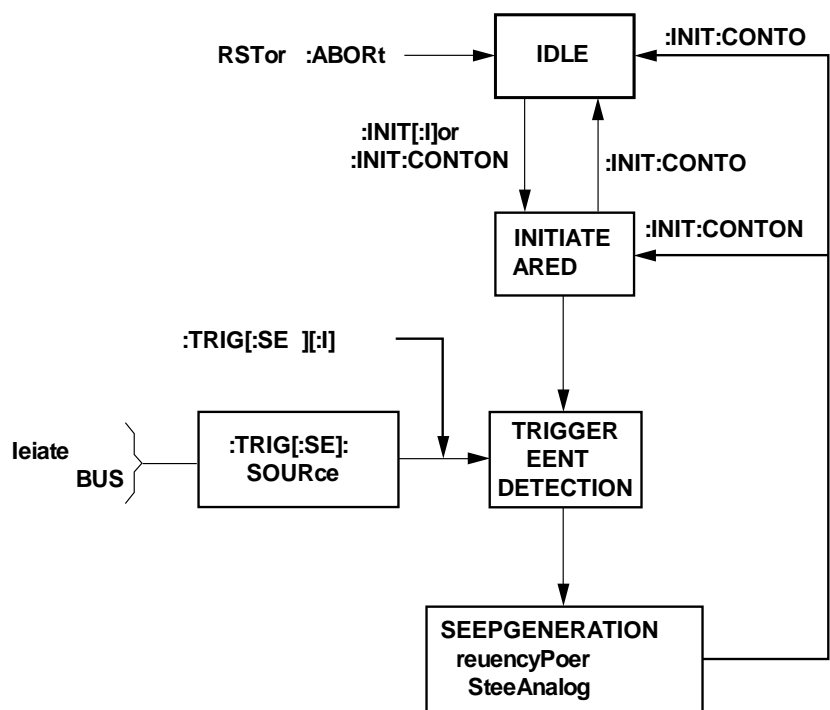 RSTor :ABORt
IDLE
:INIT:CONTO
:INIT[:I]or
:INIT:CONTON
:INIT:CONTO
INITIATE
ARED
:INIT:CONTON
:TRIG[:SE ][:I]
Ieiate
BUS
:TRIG[:SE]:
SOURce
TRIGGER
EENT
DETECTION
SEEPGENERATION
reuencyPoer
SteeAnalog